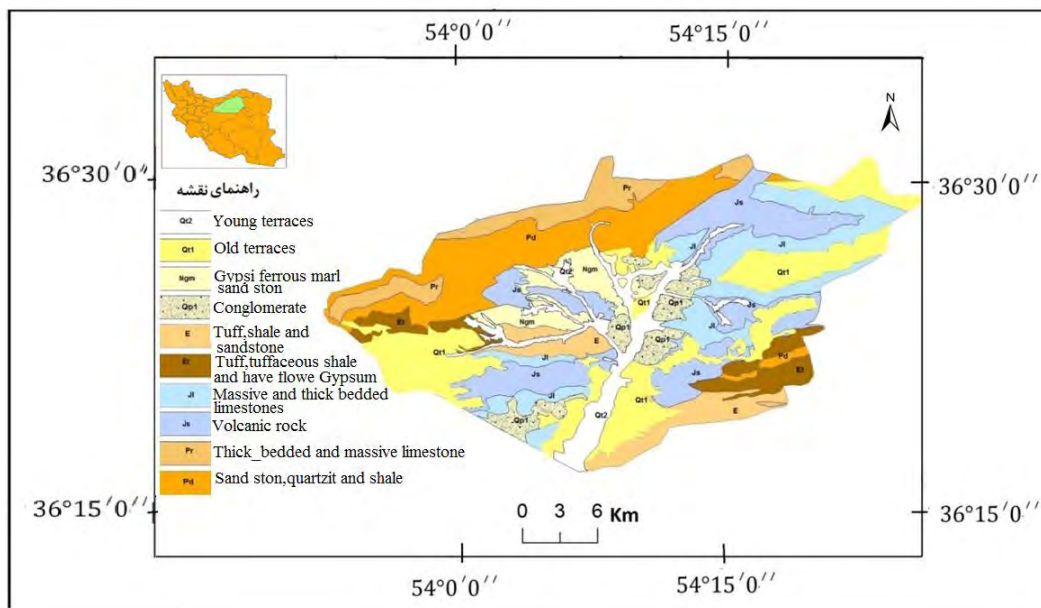 54°0'0'' 54°15'0''
N
36°30'0'' 36°30'0''
راهنمای نقشه
Qt2 Young terraces
Qt1 Old terraces
Ngm Gypsi ferrous marl
sand ston
Qp1 Conglomerate
E Tuff,shale and
sandstone
Et Tuff,tuffaceous shale
and have flowe Gypsum
Jl Massive and thick bedded
limestones
Js Volcanic rock
Pr Thick_bedded and massive limestone
Pd Sand ston,quartzit and shale
Pr
Js
Pd
Jl
Jl
Qt2
Ngm
Qt1
Pr
Js
Qt1
Qp1
Js
Et
Ngm
Qp1
Jl
E
Qt1
Jl
Qp1
Pd
Js
Js
Et
Jl
Qt2
Qt1
E
Qp1
0 3 6 Km
36°15'0'' 36°15'0''
54°0'0'' 54°15'0''